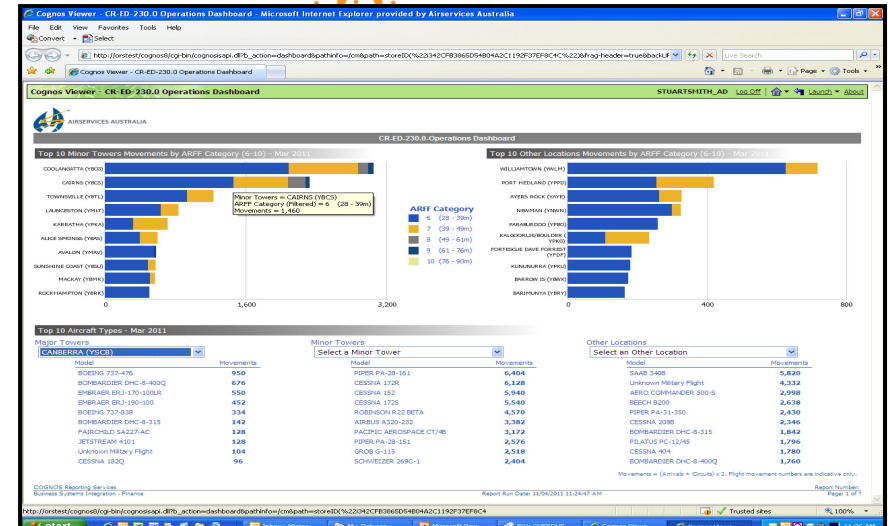 Cognos Viewer - CR-ED-230.0 Operations Dashboard - Microsoft Internet Explorer provided by Airservices Australia
File Edit View Favorites Tools Help
Convert Select
Live Search
Cognos Viewer - CR-ED-230.0 Operations Dashboard
Page Tools
Cognos Viewer - CR-ED-230.0 Operations Dashboard
STUARTSMITH_AD Log Off Launch About
AIRSERVICES AUSTRALIA
CR-ED-230.0-Operations Dashboard
Top 10 Minor Towers Movements by ARFF Category (6-10) - Mar 2011
COOLANGATTA (YBCG)
CAIRNS (YBCS)
TOWNSVILLE (YBTL)
LAUNCESTON (YMLT)
KARRATHA (YPKA)
ALICE SPRINGS (YBAS)
AVALON (YMAV)
SUNSHINE COAST (YBSU)
MACKAY (YBMK)
ROCKHAMPTON (YBRK)
0 1,600 3,200
Minor Towers = CAIRNS (YBCS)
ARFF Category (Filtered) = 6 (28 - 39m)
Movements = 1,460
ARFF Category
6 (28 - 39m)
7 (39 - 49m)
8 (49 - 61m)
9 (61 - 76m)
10 (76 - 90m)
Top 10 Other Locations Movements by ARFF Category (6-10) - Mar 2011
WILLIAMTOWN (YWLM)
PORT HEDLAND (YPPD)
AYERS ROCK (YAYE)
NEWMAN (YNWN)
PARABURDOO (YPBO)
KALGOORLIE/BOULDER (
YPKG)
FORTESCUE DAVE FORREST
(YFDF)
KUNUNURRA (YPKU)
BARROW IS (YBWX)
BARIMUNYA (YBRY)
0 400 800
Top 10 Aircraft Types - Mar 2011
Major Towers
CANBERRA (YSCB)
Model Movements
BOEING 737-476 950
BOMBARDIER DHC-8-400Q 676
EMBRAER ERJ-170-100LR 550
EMBRAER ERJ-190-100 452
BOEING 737-838 334
BOMBARDIER DHC-8-315 142
FAIRCHILD SA227-AC 128
JETSTREAM 4101 128
Unknown Military Flight 104
CESSNA 182Q 96
Minor Towers
Select a Minor Tower
Model Movements
PIPER PA-28-161 6,404
CESSNA 172R 6,128
CESSNA 152 5,940
CESSNA 172S 5,540
ROBINSON R22 BETA 4,570
AIRBUS A320-232 3,382
PACIFIC AEROSPACE CT/4B 3,172
PIPER PA-28-151 2,576
GROB G-115 2,518
SCHWEIZER 269C-1 2,404
Other Locations
Select an Other Location
Model Movements
SAAB 340B 5,820
Unknown Military Flight 4,332
AERO COMMANDER 500-S 2,998
BEECH B200 2,638
PIPER PA-31-350 2,430
CESSNA 208B 2,346
BOMBARDIER DHC-8-315 1,842
PILATUS PC-12/45 1,796
CESSNA 404 1,780
BOMBARDIER DHC-8-400Q 1,760
Movements = (Arrivals + Circuits) x 2. Flight movement numbers are indicative only.
COGNOS Reporting Services
Business Systems Integration - Finance
Report Run Date: 11/04/2011 11:24:47 AM
Report Number:
Page: 1 of
Trusted sites 100%